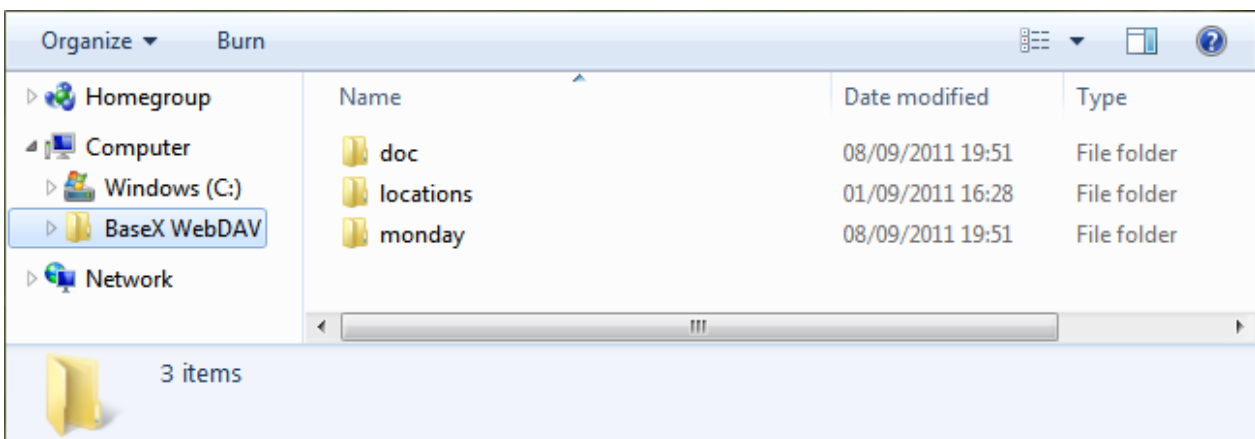 Organize Burn
Homegroup
Computer
Windows (C:)
BaseX WebDAV
Network
Name Date modified Type
doc 08/09/2011 19:51 File folder
locations 01/09/2011 16:28 File folder
monday 08/09/2011 19:51 File folder
3 items